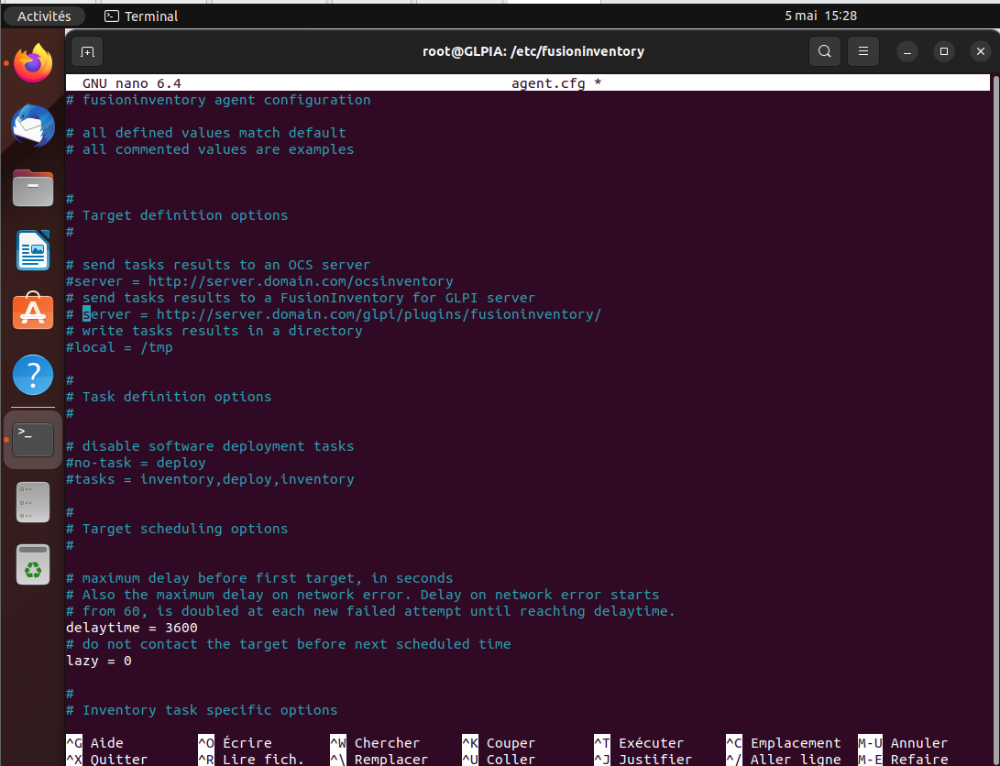 Activités Terminal 5 mai 15:28
root@GLPIA: /etc/fusioninventory
GNU nano 6.4 agent.cfg *
# fusioninventory agent configuration
# all defined values match default
# all commented values are examples
#
# Target definition options
#
# send tasks results to an OCS server
#server = http://server.domain.com/ocsinventory
# send tasks results to a FusionInventory for GLPI server
# server = http://server.domain.com/glpi/plugins/fusioninventory/
# write tasks results in a directory
#local = /tmp
#
# Task definition options
#
# disable software deployment tasks
#no-task = deploy
#tasks = inventory,deploy,inventory
#
# Target scheduling options
#
# maximum delay before first target, in seconds
# Also the maximum delay on network error. Delay on network error starts
# from 60, is doubled at each new failed attempt until reaching delaytime.
delaytime = 3600
# do not contact the target before next scheduled time
lazy = 0
#
# Inventory task specific options
^G Aide ^O Écrire ^W Chercher ^K Couper ^T Exécuter ^C Emplacement M-U Annuler
^X Quitter ^R Lire fich. ^\ Remplacer ^U Coller ^J Justifier ^/ Aller ligne M-E Refaire